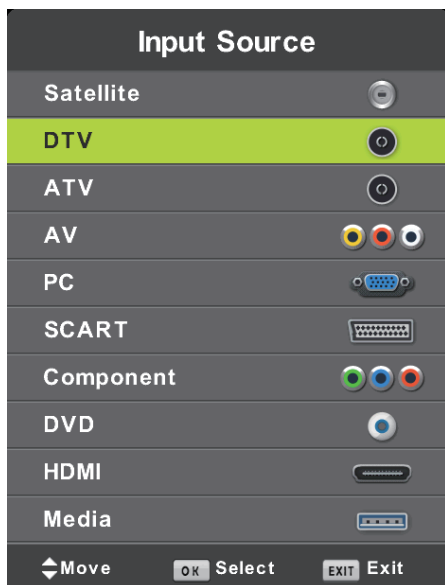 Input Source
Satellite
DTV
ATV
AV
PC
SCART
Component
DVD
HDMI
Media
Move OK Select EXIT Exit